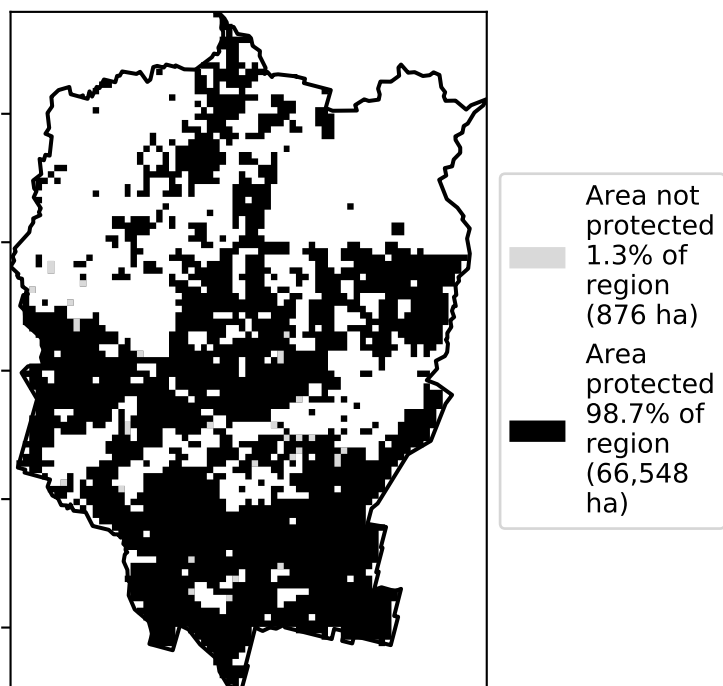 Area not
protected
1.3% of
region
(876 ha)
Area
protected
98.7% of
region
(66,548
ha)